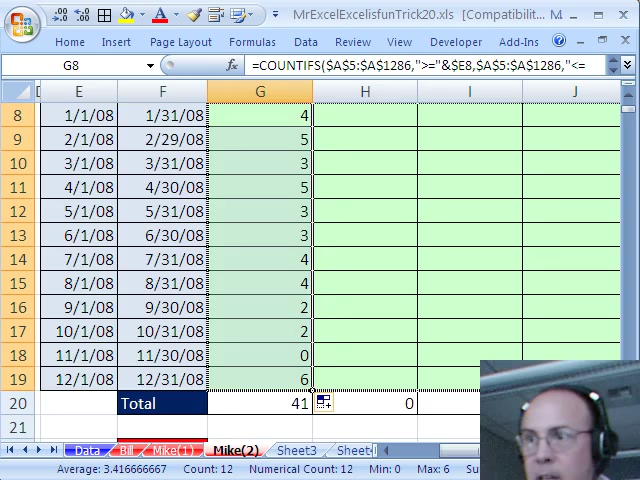 MrExcelExcelisfunTrick20.xls [Compatibilit... M.
Home Insert Page Layout Formulas Data Review View Add-Ins
G8 fx =COUNTIFS($A$5:$A$1286,">="&$E8,$A$5:$A$1286,"<=
E F G H I J
8 1/1/08 1/31/08 4
9 2/1/08 2/29/08 5
10 3/1/08 3/31/08 3
11 4/1/08 4/30/08 5
12 5/1/08 5/31/08 3
13 6/1/08 6/30/08 3
14 7/1/08 7/31/08 4
15 8/1/08 8/31/08 4
16 9/1/08 9/30/08 2
17 10/1/08 10/31/08 2
18 11/1/08 11/30/08 0
19 12/1/08 12/31/08 6
20 Total 41 0
21
Data Bill Mike(1) Mike(2) Sheet3 Sheet
Average: 3.416666667 Count: 12 Numerical Count: 12 Min: 0 Max: 6 Su